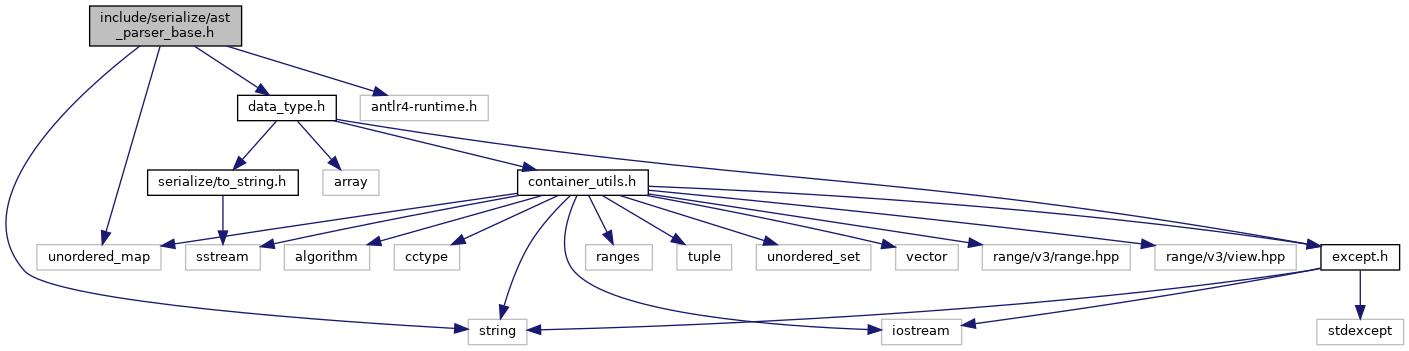 include/serialize/ast
_parser_base.h
data_type.h
antlr4-runtime.h
serialize/to_string.h
array
container_utils.h
unordered_map
sstream
algorithm
cctype
ranges
tuple
unordered_set
vector
range/v3/range.hpp
range/v3/view.hpp
except.h
string
iostream
stdexcept